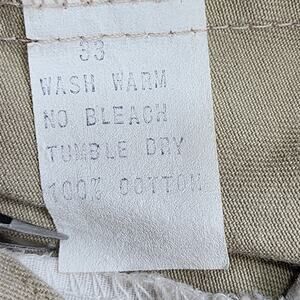 33
WASH WARM
NO BLEACH
TUMBLE DRY
100% COTTON